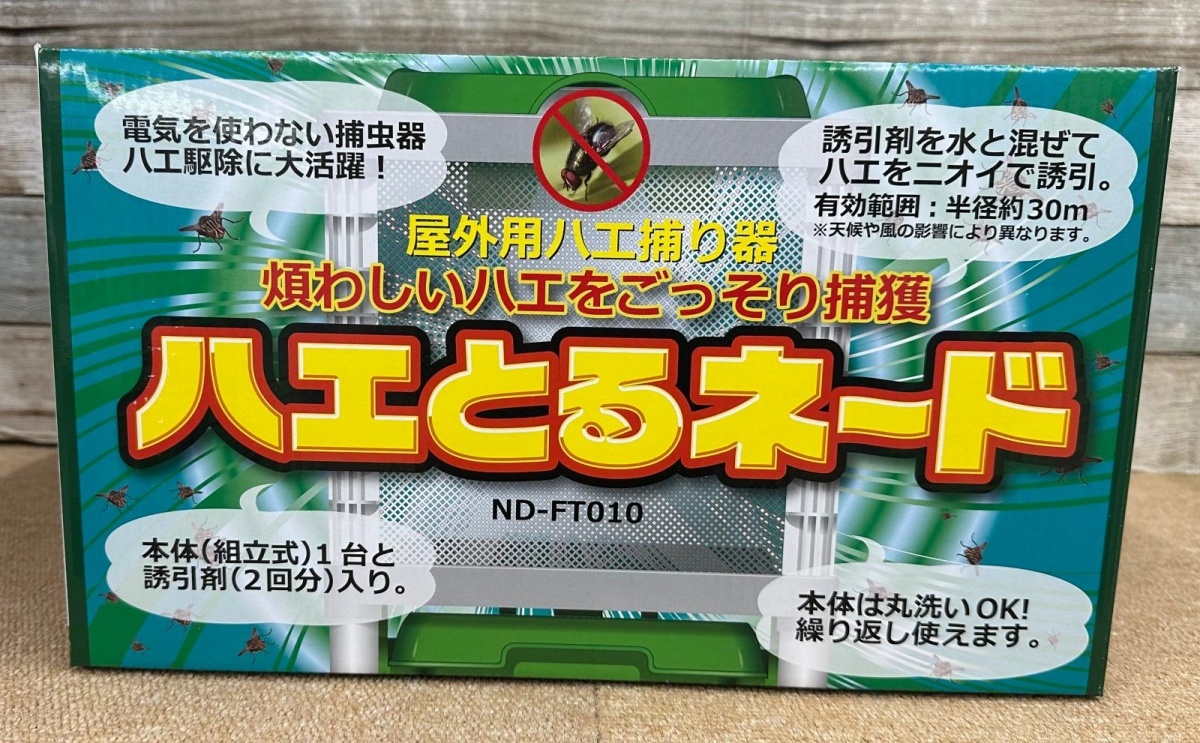 電気を使わない捕虫器
ハエ駆除に大活躍！
誘引剤を水と混ぜて
ハエをニオイで誘引。
有効範囲：半径約30m
※天候や風の影響により異なります。
屋外用ハエ捕り器
煩わしいハエをごっそり捕獲
ハエとるネード
ND-FT010
本体（組立式）1台と
誘引剤（2回分）入り。
本体は丸洗いOK!
繰り返し使えます。